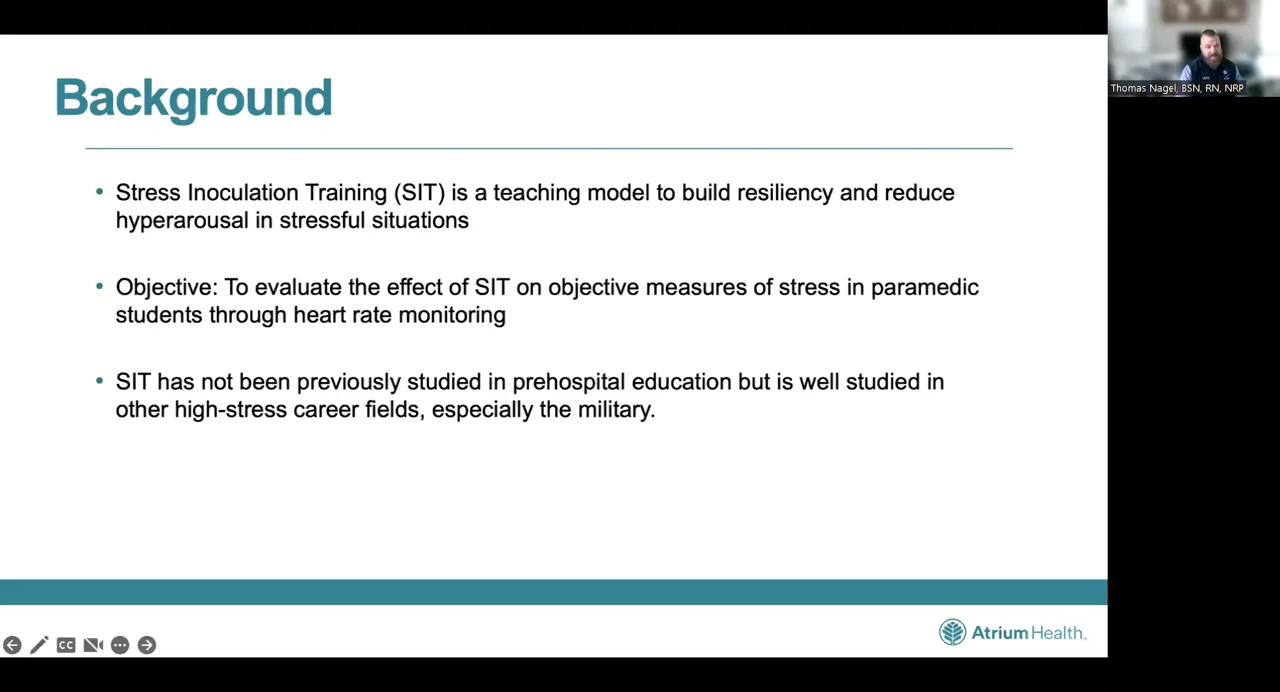 Background
• Stress Inoculation Training (SIT) is a teaching model to build resiliency and reduce
hyperarousal in stressful situations
• Objective: To evaluate the effect of SIT on objective measures of stress in paramedic
students through heart rate monitoring
• SIT has not been previously studied in prehospital education but is well studied in
other high-stress career fields, especially the military.
Thomas Nagel, BSN, RN, NRP
CC
AtriumHealth®